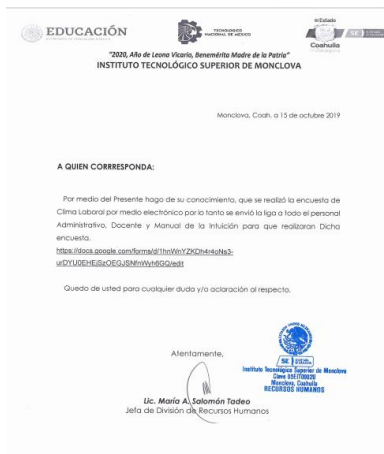 EDUCACIÓN
TECNOLÓGICO
NACIONAL DE MÉXICO
Coahuila
"2020, Año de Leona Vicario, Benemérita Madre de la Patria"
INSTITUTO TECNOLÓGICO SUPERIOR DE MONCLOVA
Monclova, Coah. a 15 de octubre 2019
A QUIEN CORRRESPONDA:
Por medio del Presente hago de su conocimiento, que se realizó la encuesta de
Clima Laboral por medio electrónico por lo tanto se envió la liga a todo el personal
Administrativo, Docente y Manual de la Intuición para que realizaran Dicha
encuesta.
https://docs.google.com/forms/d/1hnWnYZKDh4r4oNs3-
urDYU0EHEjSzOEGJSNfnWyh6GQ/edit
Quedo de usted para cualquier duda y/o aclaración al respecto.
Atentamente,
SE
Instituto Tecnológico Superior de Monclova
Clave 05EIT0002O
Monclova, Coahuila
RECURSOS HUMANOS
Lic. María A. Salomón Tadeo
Jefa de División de Recursos Humanos